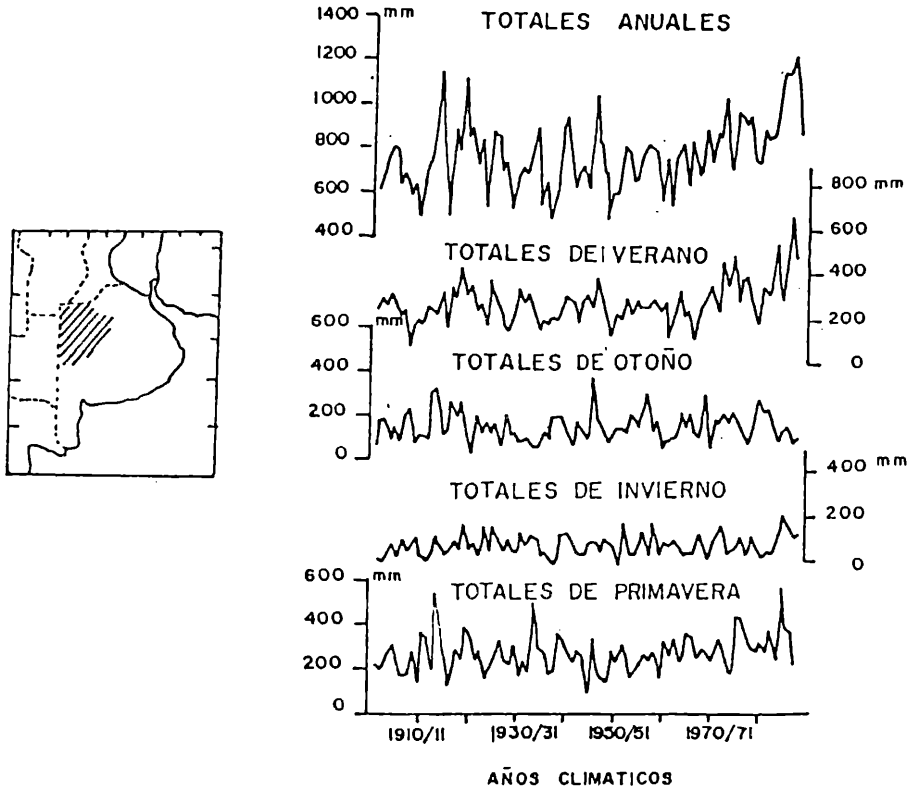 1400 mm
TOTALES ANUALES
1200
1000
800
600
400
800 mm
600
400
200
0
TOTALES DEL VERANO
600 mm
400
200
0
TOTALES DE OTOÑO
400 mm
200
0
TOTALES DE INVIERNO
600 mm
400
200
0
TOTALES DE PRIMAVERA
1910/11 1930/31 1950/51 1970/71
AÑOS CLIMATICOS